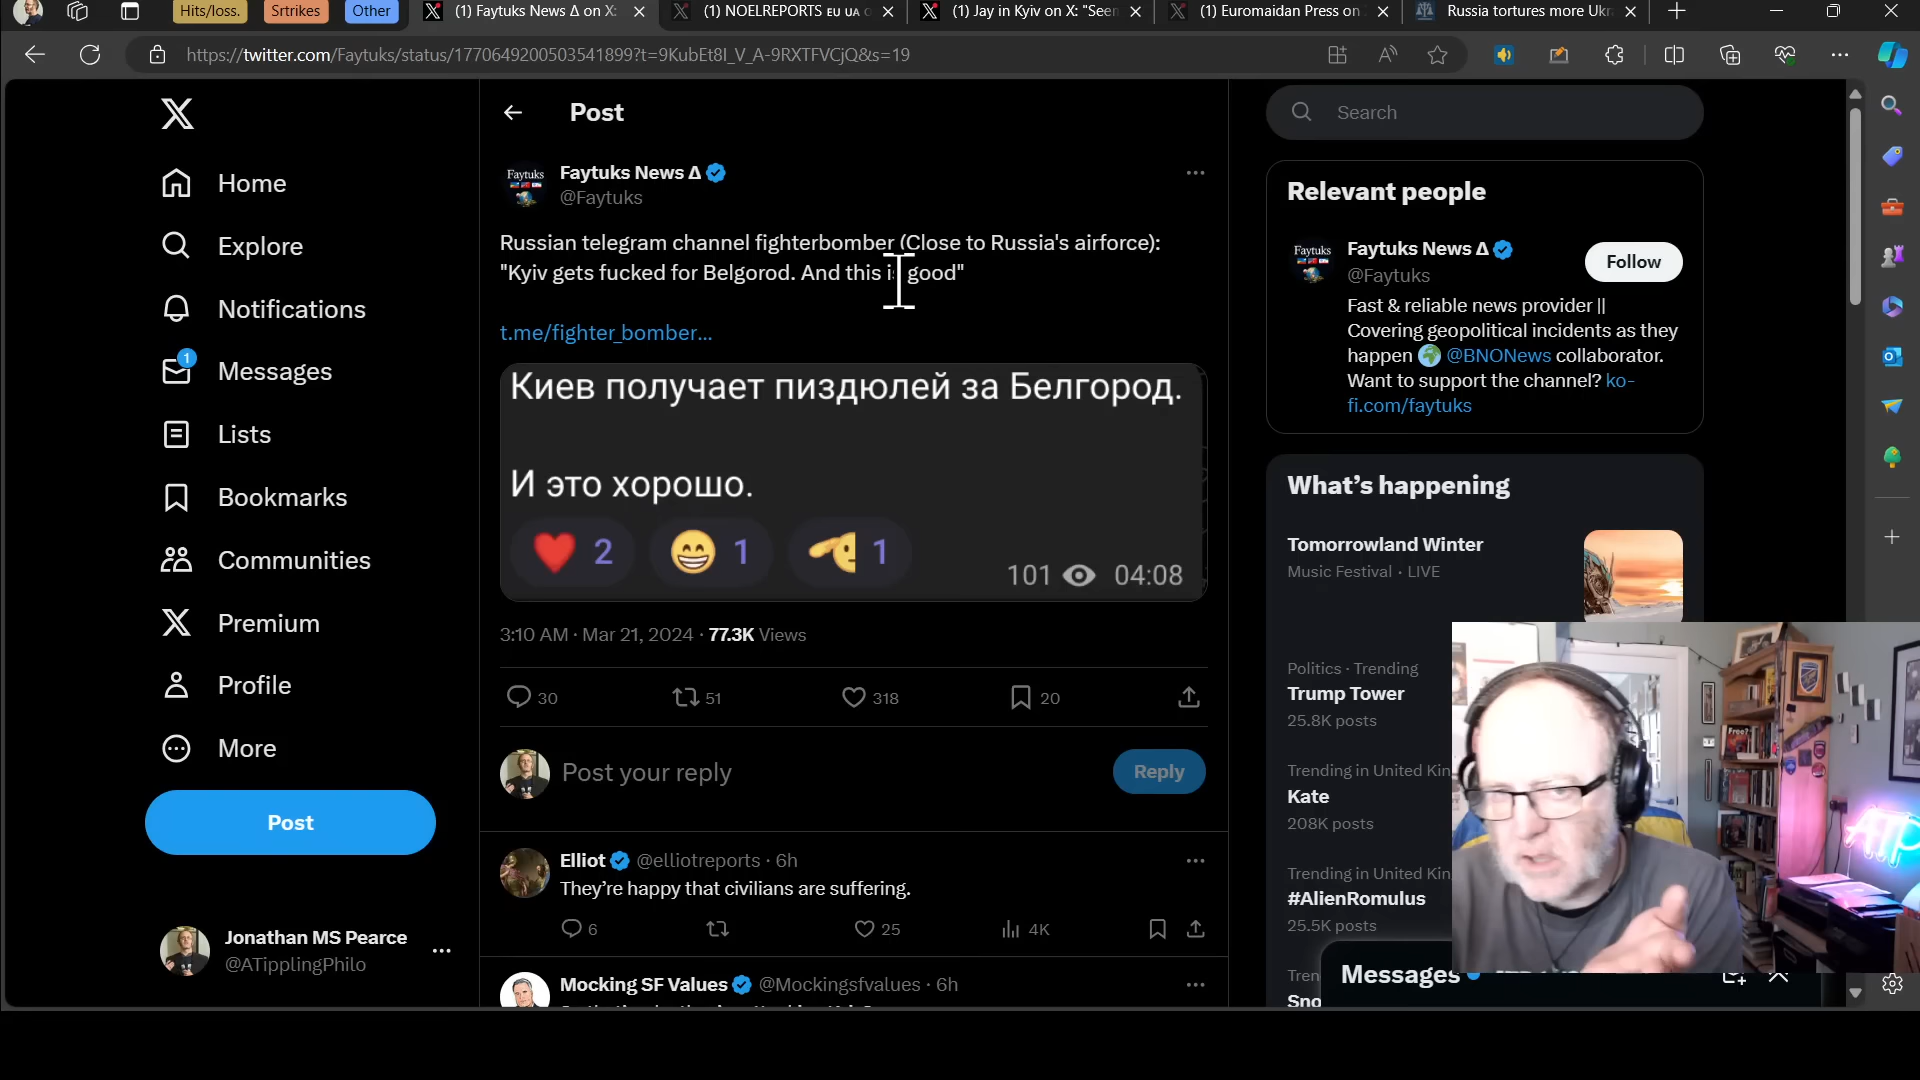 Hits/loss.
Srtrikes
Other
(1) Faytuks News Δ on X:
(1) NOELREPORTS EU UA
(1) Jay in Kyiv on X: "Seen
(1) Euromaidan Press on
Russia tortures more Ukr
https://twitter.com/Faytuks/status/1770649200503541899?t=9KubEt8I_V_A-9RXTFVCjQ&s=19
Home
Explore
Notifications
1
Messages
Lists
Bookmarks
Communities
Premium
Profile
More
Post
Jonathan MS Pearce
@ATipplingPhilo
Post
Faytuks News Δ
@Faytuks
Russian telegram channel fighterbomber (Close to Russia's airforce):
"Kyiv gets fucked for Belgorod. And this is good"
t.me/fighter_bomber...
Киев получает пиздюлей за Белгород.
И это хорошо.
2
1
1
101
04:08
3:10 AM · Mar 21, 2024 · 77.3K Views
30
51
318
20
Post your reply
Reply
Elliot @elliotreports · 6h
They're happy that civilians are suffering.
6
25
4K
Mocking SF Values @Mockingsfvalues · 6h
Search
Relevant people
Faytuks
Faytuks News Δ
@Faytuks
Follow
Fast & reliable news provider ||
Covering geopolitical incidents as they
happen @BNONews collaborator.
Want to support the channel? ko-
fi.com/faytuks
What's happening
Tomorrowland Winter
Music Festival · LIVE
Politics · Trending
Trump Tower
25.8K posts
Trending in United Kin
Kate
208K posts
Trending in United Kin
#AlienRomulus
25.5K posts
Tren
Sno
Messages
Free?
ATP